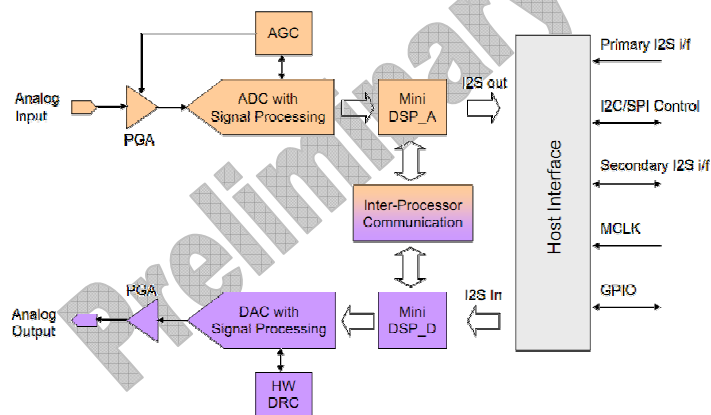 AGC
Analog
Input
PGA
ADC with
Signal Processing
Mini
DSP_A
I2S out
Inter-Processor
Communication
Analog
Output
PGA
DAC with
Signal Processing
Mini
DSP_D
I2S In
HW
DRC
Host Interface
Primary I2S i/f
I2C/SPI Control
Secondary I2S i/f
MCLK
GPIO
Preliminary